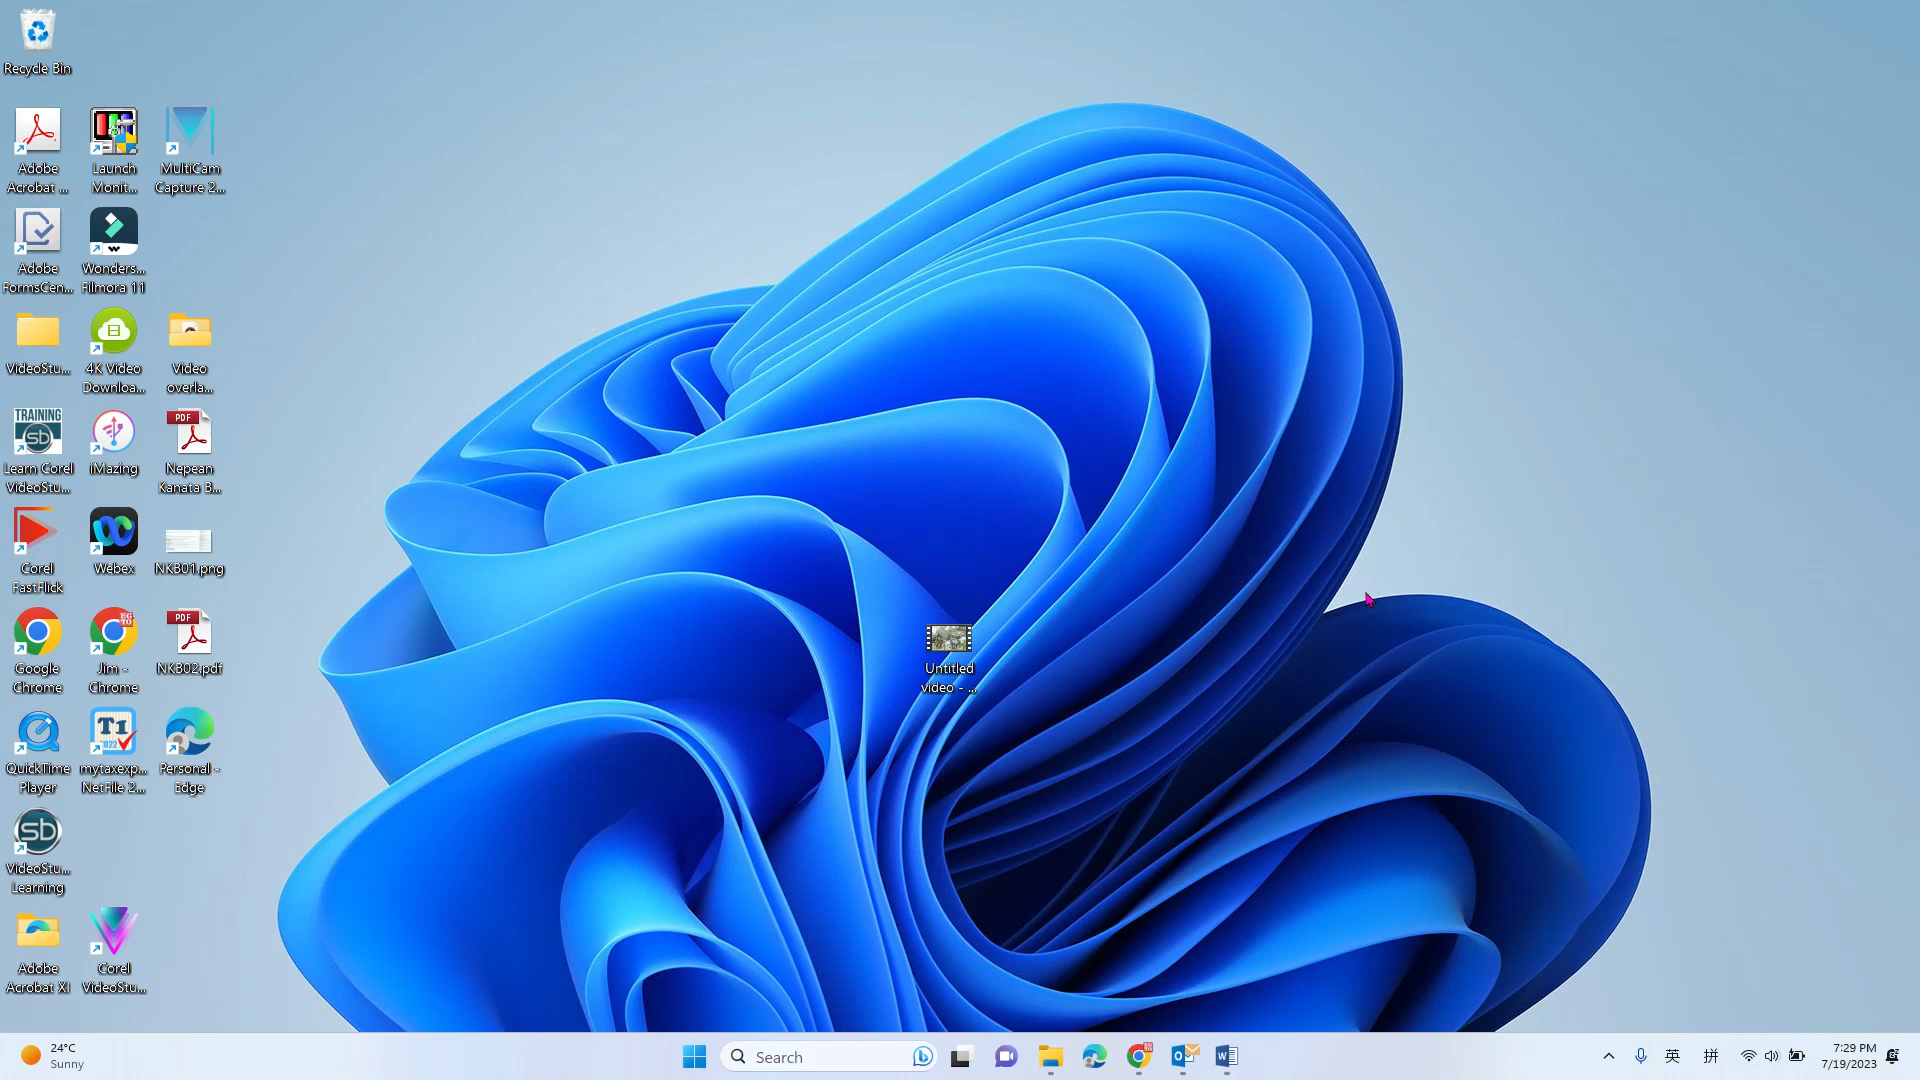 Recycle Bin
Adobe
Acrobat ...
Launch
Monit...
MultiCam
Capture 2...
Adobe
FormsCen...
Wonders...
Filmora 11
VideoStu...
4K Video
Downloa...
Video
overla...
TRAINING
sb
Learn Corel
VideoStu...
iMazing
PDF
Nepean
Kanata B...
Corel
FastFlick
Webex
NKB01.png
Google
Chrome
Jim -
Chrome
PDF
NKB02.pdf
Untitled
video - ...
QuickTime
Player
T1
2022
mytaxexp...
NetFile 2...
Personal -
Edge
sb
VideoStu...
Learning
Adobe
Acrobat XI
Corel
VideoStu...
24°C
Sunny
Search
英
拼
7:29 PM
7/19/2023